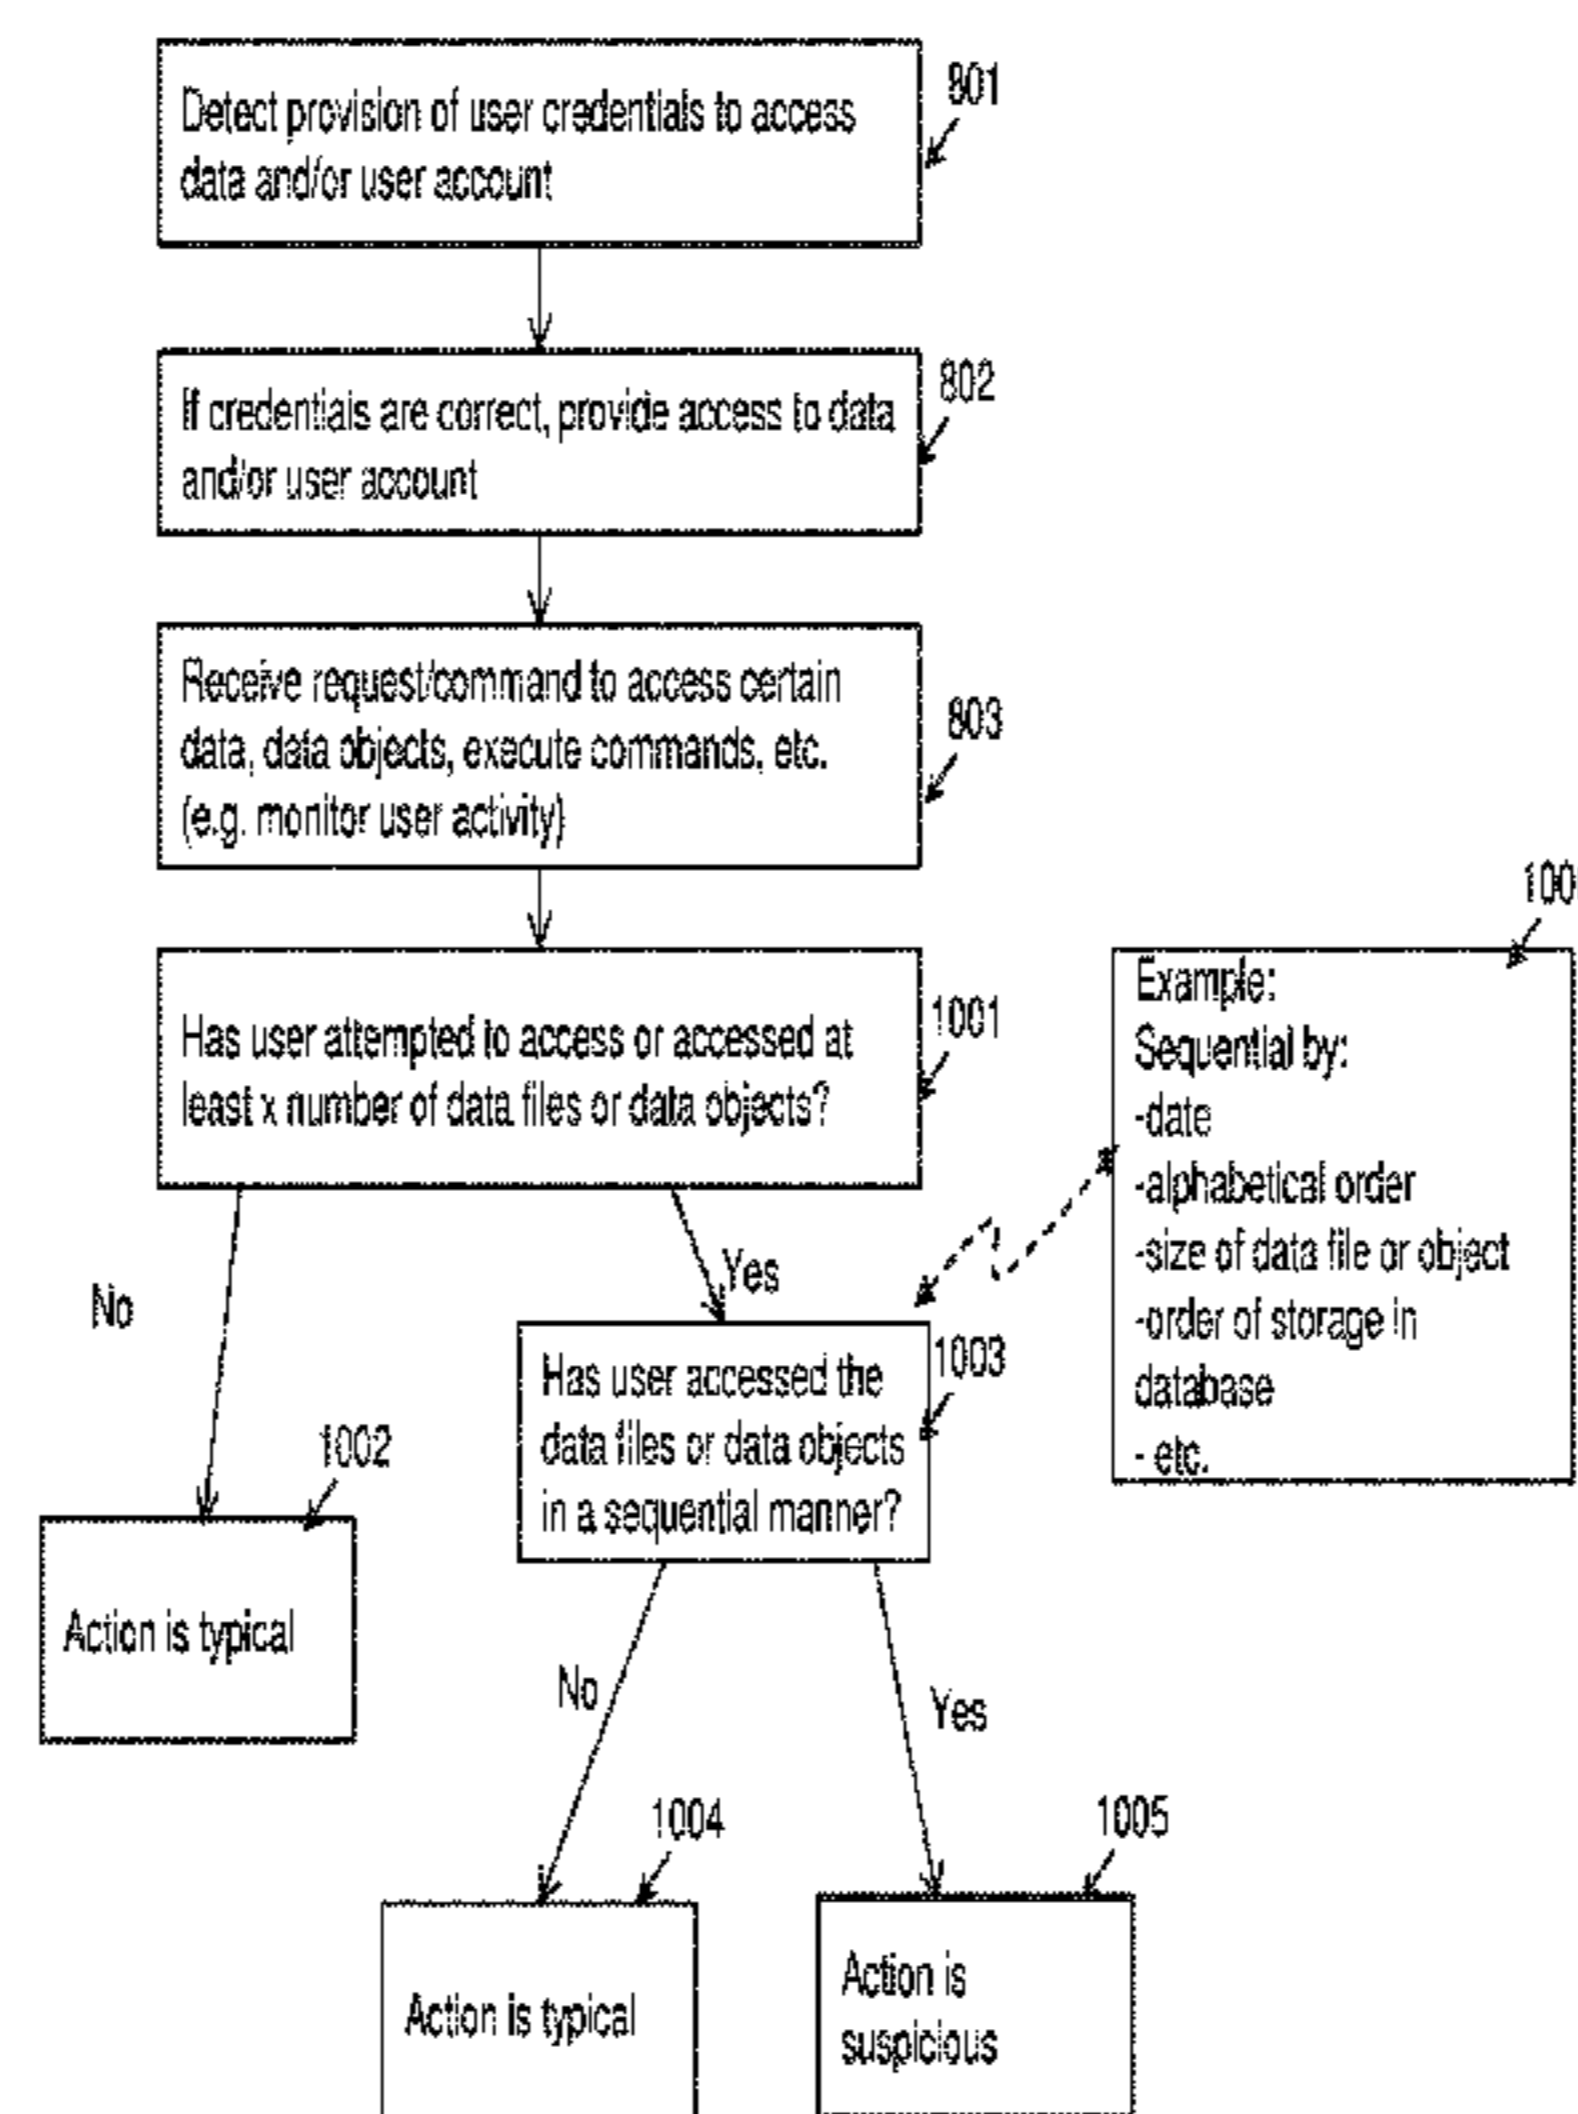 801
Detect provision of user credentials to access
data and/or user account
802
If credentials are correct, provide access to data
and/or user account
803
Receive request/command to access certain
data, data objects, execute commands, etc.
(e.g. monitor user activity)
1001
Has user attempted to access or accessed at
least x number of data files or data objects?
Example:
Sequential by:
-date
-alphabetical order
-size of data file or object
-order of storage in
database
- etc.
No
Yes
1003
Has user accessed the
data files or data objects
in a sequential manner?
1002
Action is typical
No
Yes
1004
Action is typical
1005
Action is
suspicious